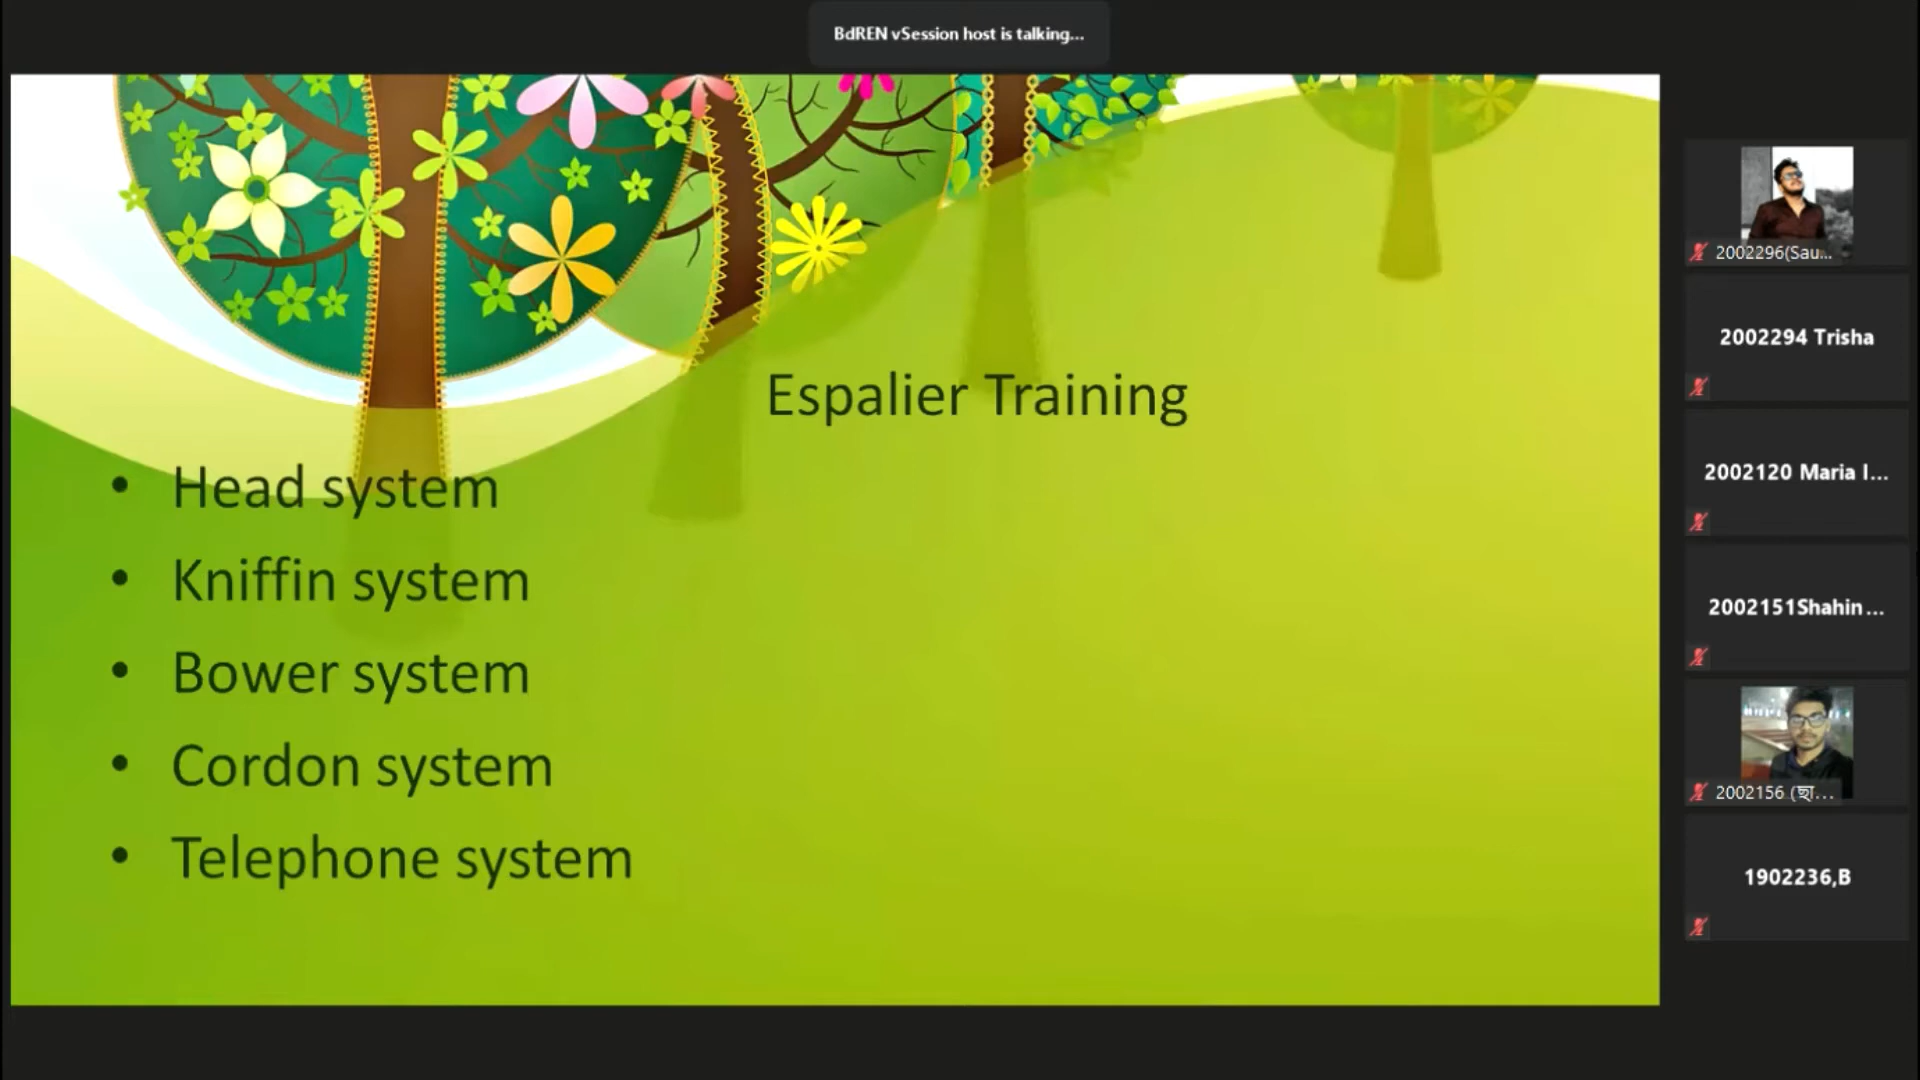 BdREN vSession host is talking...
Espalier Training
• Head system
• Kniffin system
• Bower system
• Cordon system
• Telephone system
2002296(Sau...
2002294 Trisha
2002120 Maria I...
2002151Shahin...
2002156 (ছা...
1902236,B